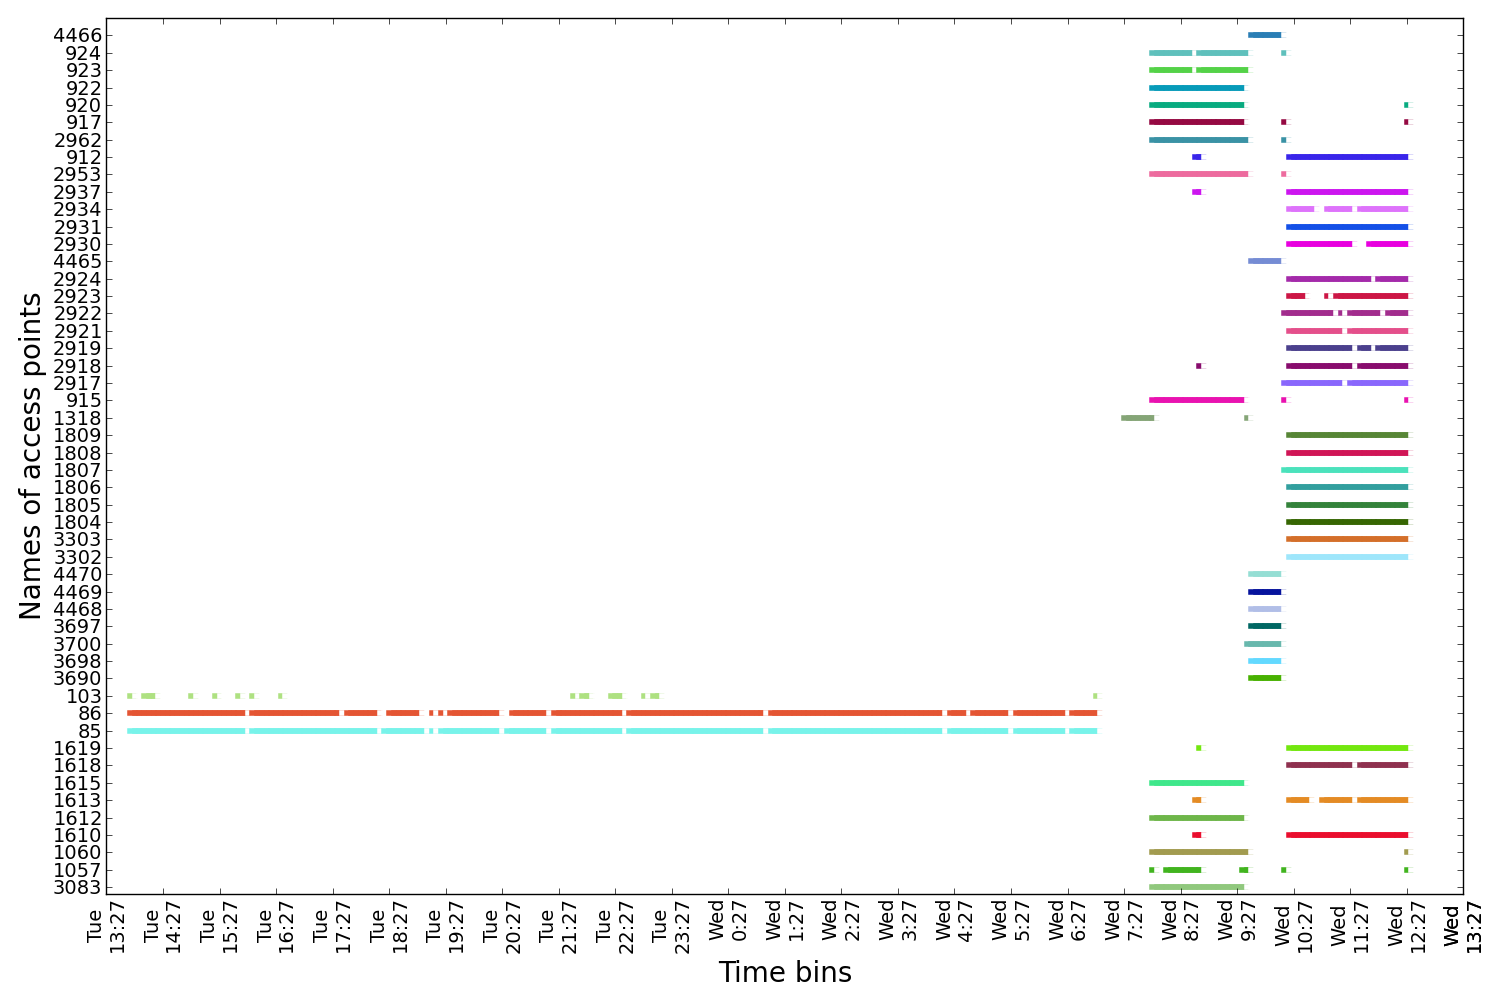 Names of access points
4466
924
923
922
920
917
2962
912
2953
2937
2934
2931
2930
4465
2924
2923
2922
2921
2919
2918
2917
915
1318
1809
1808
1807
1806
1805
1804
3303
3302
4470
4469
4468
3697
3700
3698
3690
103
86
85
1619
1618
1615
1613
1612
1610
1060
1057
3083
Tue
13:27
Tue
14:27
Tue
15:27
Tue
16:27
Tue
17:27
Tue
18:27
Tue
19:27
Tue
20:27
Tue
21:27
Tue
22:27
Tue
23:27
Wed
0:27
Wed
1:27
Wed
2:27
Wed
3:27
Wed
4:27
Wed
5:27
Wed
6:27
Wed
7:27
Wed
8:27
Wed
9:27
Wed
10:27
Wed
11:27
Wed
12:27
Wed
13:27
Time bins